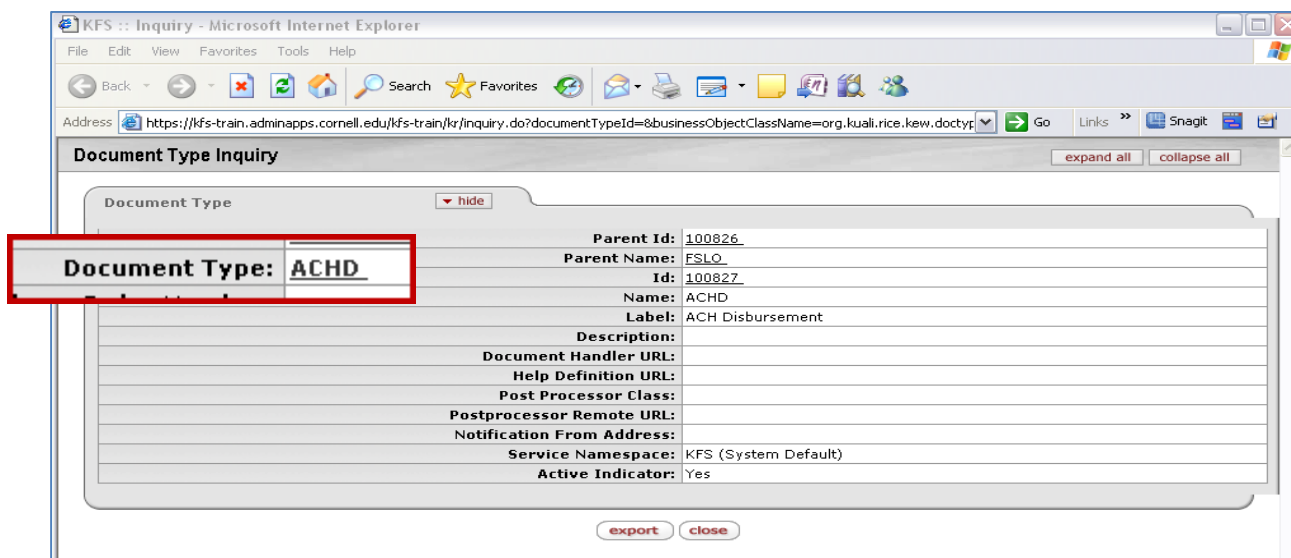 KFS :: Inquiry - Microsoft Internet Explorer
File Edit View Favorites Tools Help
Back Search Favorites
Address https://kfs-train.adminapps.cornell.edu/kfs-train/kr/inquiry.do?documentTypeId=&businessObjectClassName=org.kuali.rice.kew.doctyp Go Links » Snagit
Document Type Inquiry expand all collapse all
Document Type hide
Parent Id: 100826
Parent Name: FSLO
Document Type: ACHD
Id: 100827
Name: ACHD
Label: ACH Disbursement
Description:
Document Handler URL:
Help Definition URL:
Post Processor Class:
Postprocessor Remote URL:
Notification From Address:
Service Namespace: KFS (System Default)
Active Indicator: Yes
export close